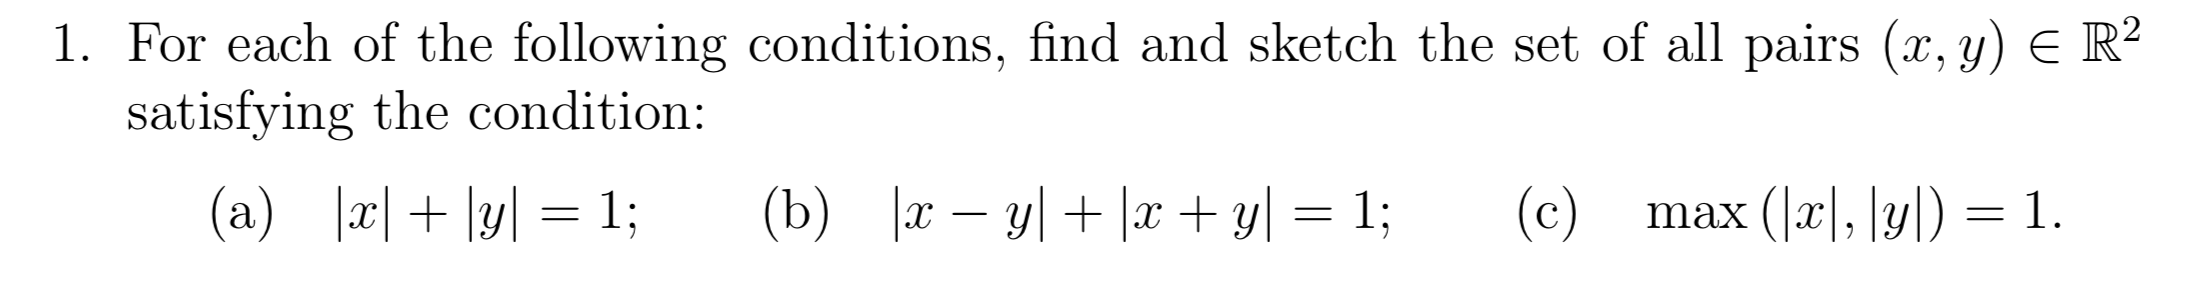 1. For each of the following conditions, find and sketch the set of all pairs (x, y) ∈ ℝ²
satisfying the condition:
(a) |x| + |y| = 1; (b) |x − y| + |x + y| = 1; (c) max (|x|, |y|) = 1.